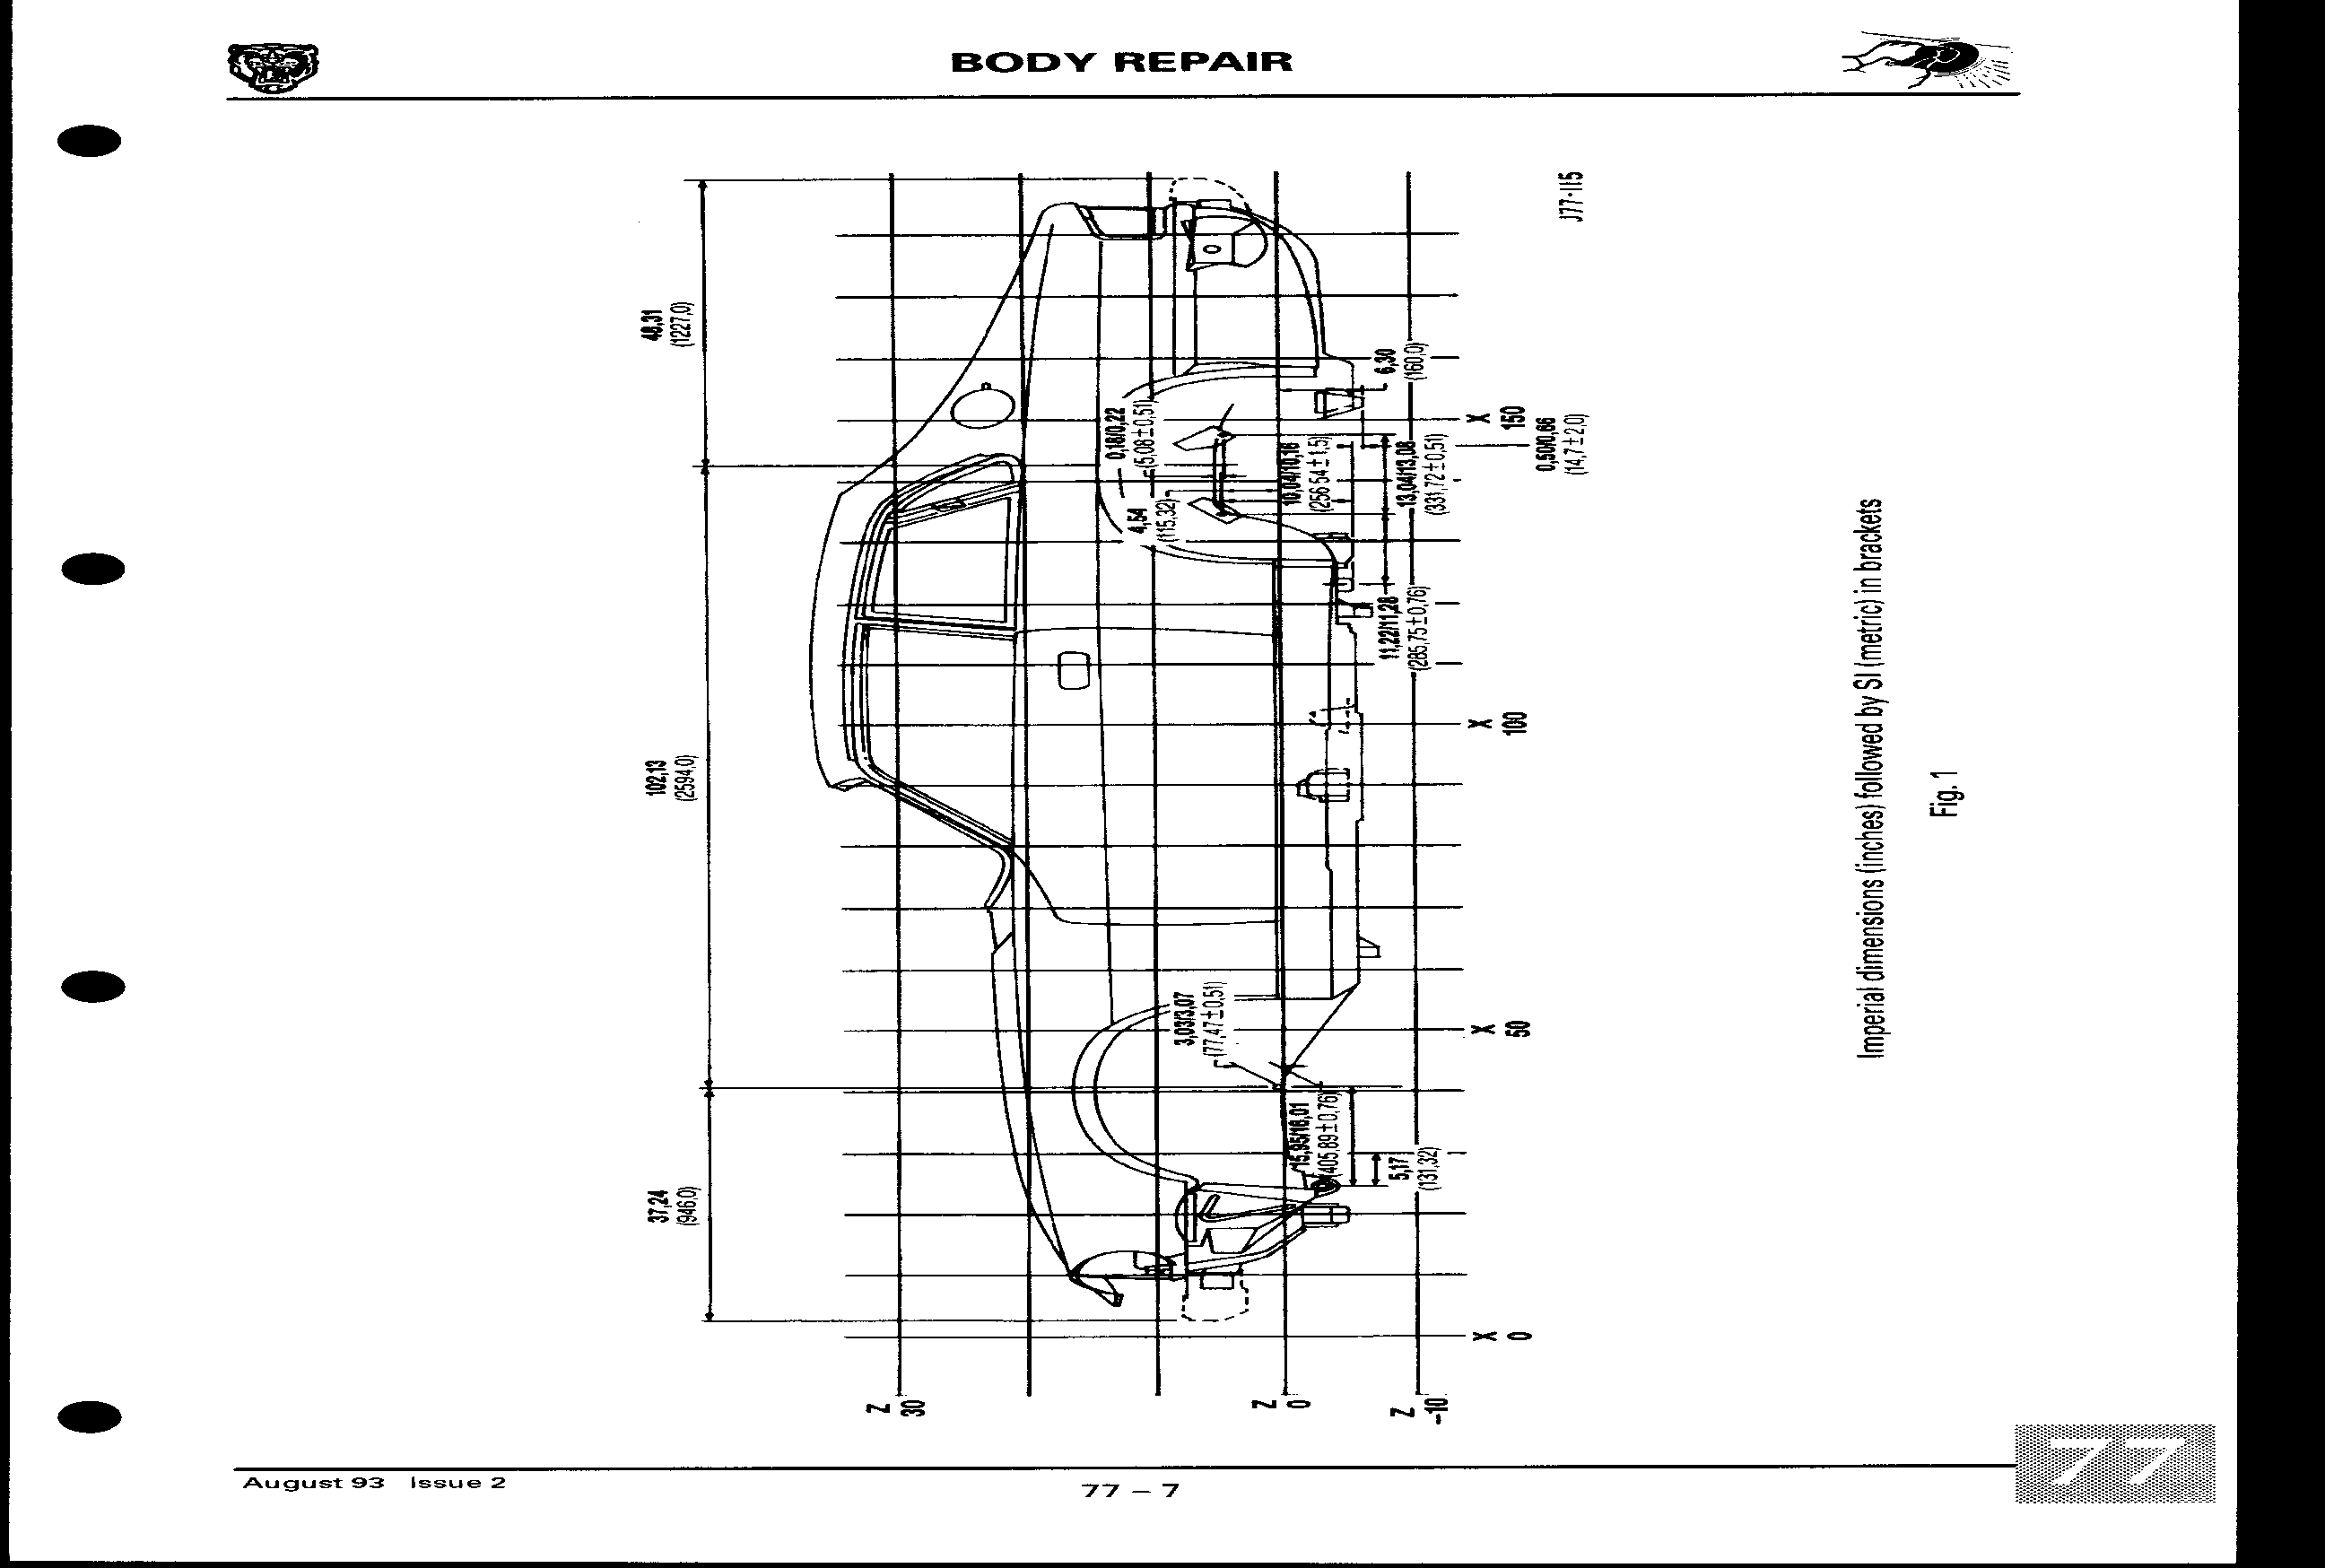 BODY REPAIR
J77-115
48,31
(1227,0)
102,13
(2594,0)
37,24
(946,0)
0,18/0,22
(5,08±0,51)
4,54
(115,32)
10,04/10,16
(256 54±1,5)
6,30
(160,0)
13,04/13,08
(331,72±0,51)
0,50/0,66
(14,7±2,0)
11,22/11,28
(285,75±0,76)
3,03/3,07
(77,47±0,51)
15,95/16,01
(405,89±0,76)
5,17
(131,32)
X
150
X
100
X
50
X
0
Z
30
Z
0
Z
–10
Imperial dimensions (inches) followed by SI (metric) in brackets
Fig. 1
August 93 Issue 2
77 – 7
77